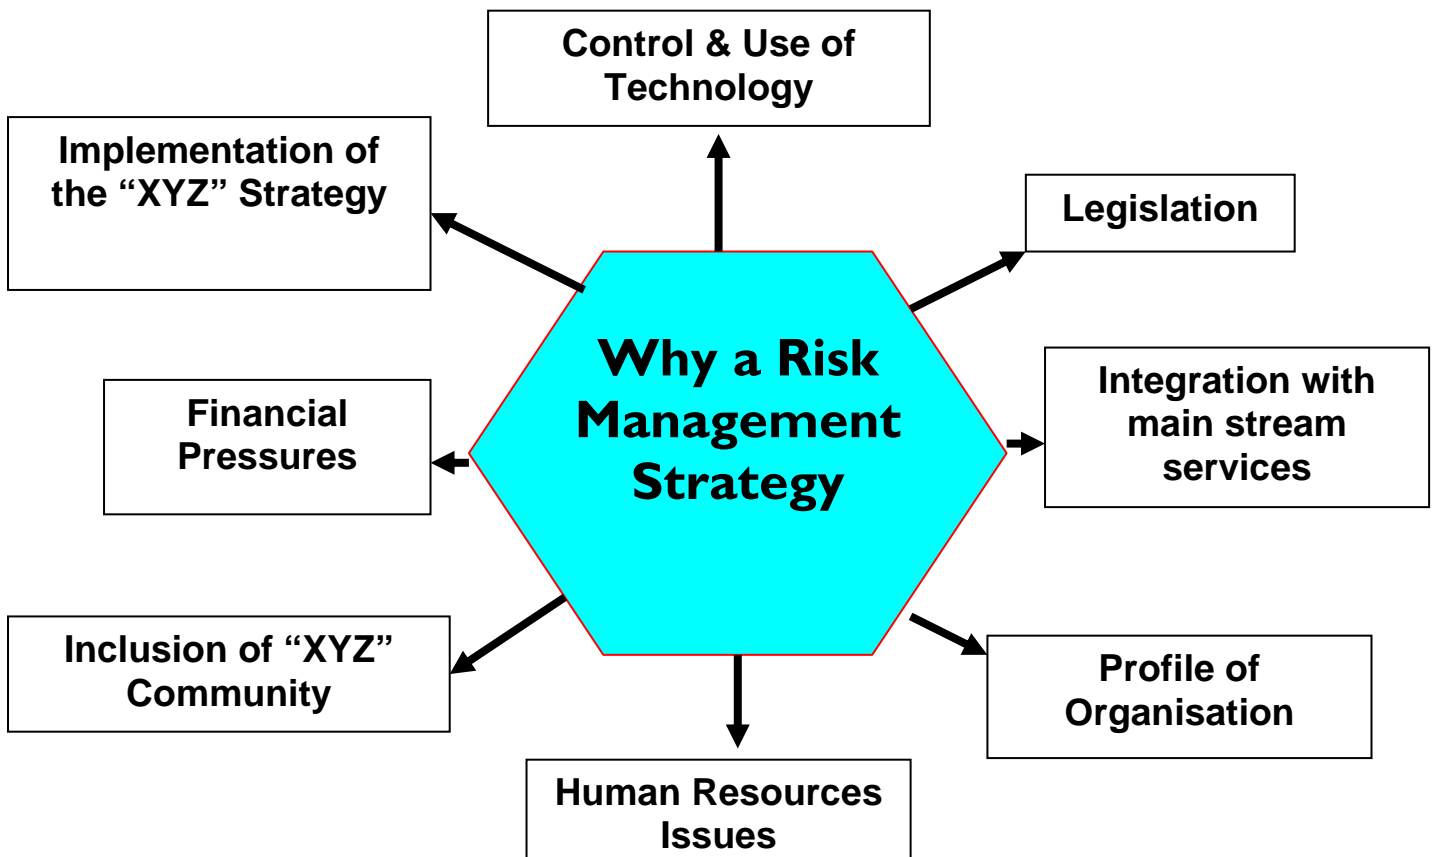 Control & Use of
Technology
Implementation of
the “XYZ” Strategy
Legislation
Why a Risk
Management
Strategy
Integration with
main stream
services
Financial
Pressures
Inclusion of “XYZ”
Community
Profile of
Organisation
Human Resources
Issues